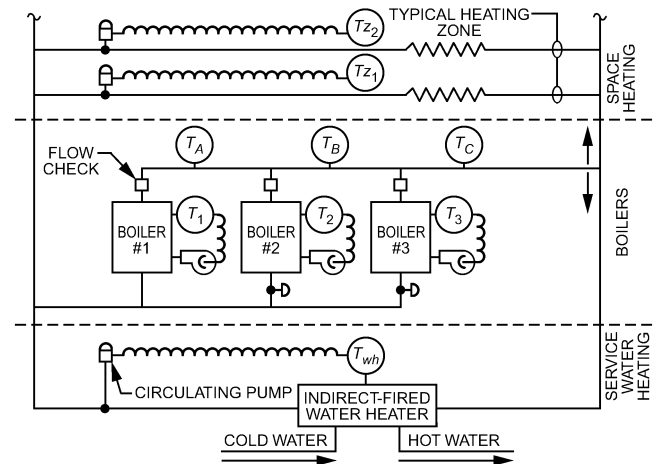 Tz2
TYPICAL HEATING
ZONE
Tz1
SPACE
HEATING
TA
TB
TC
FLOW
CHECK
T1
T2
T3
BOILER
#1
BOILER
#2
BOILER
#3
BOILERS
Twh
CIRCULATING PUMP
INDIRECT-FIRED
WATER HEATER
SERVICE
WATER
HEATING
COLD WATER
HOT WATER